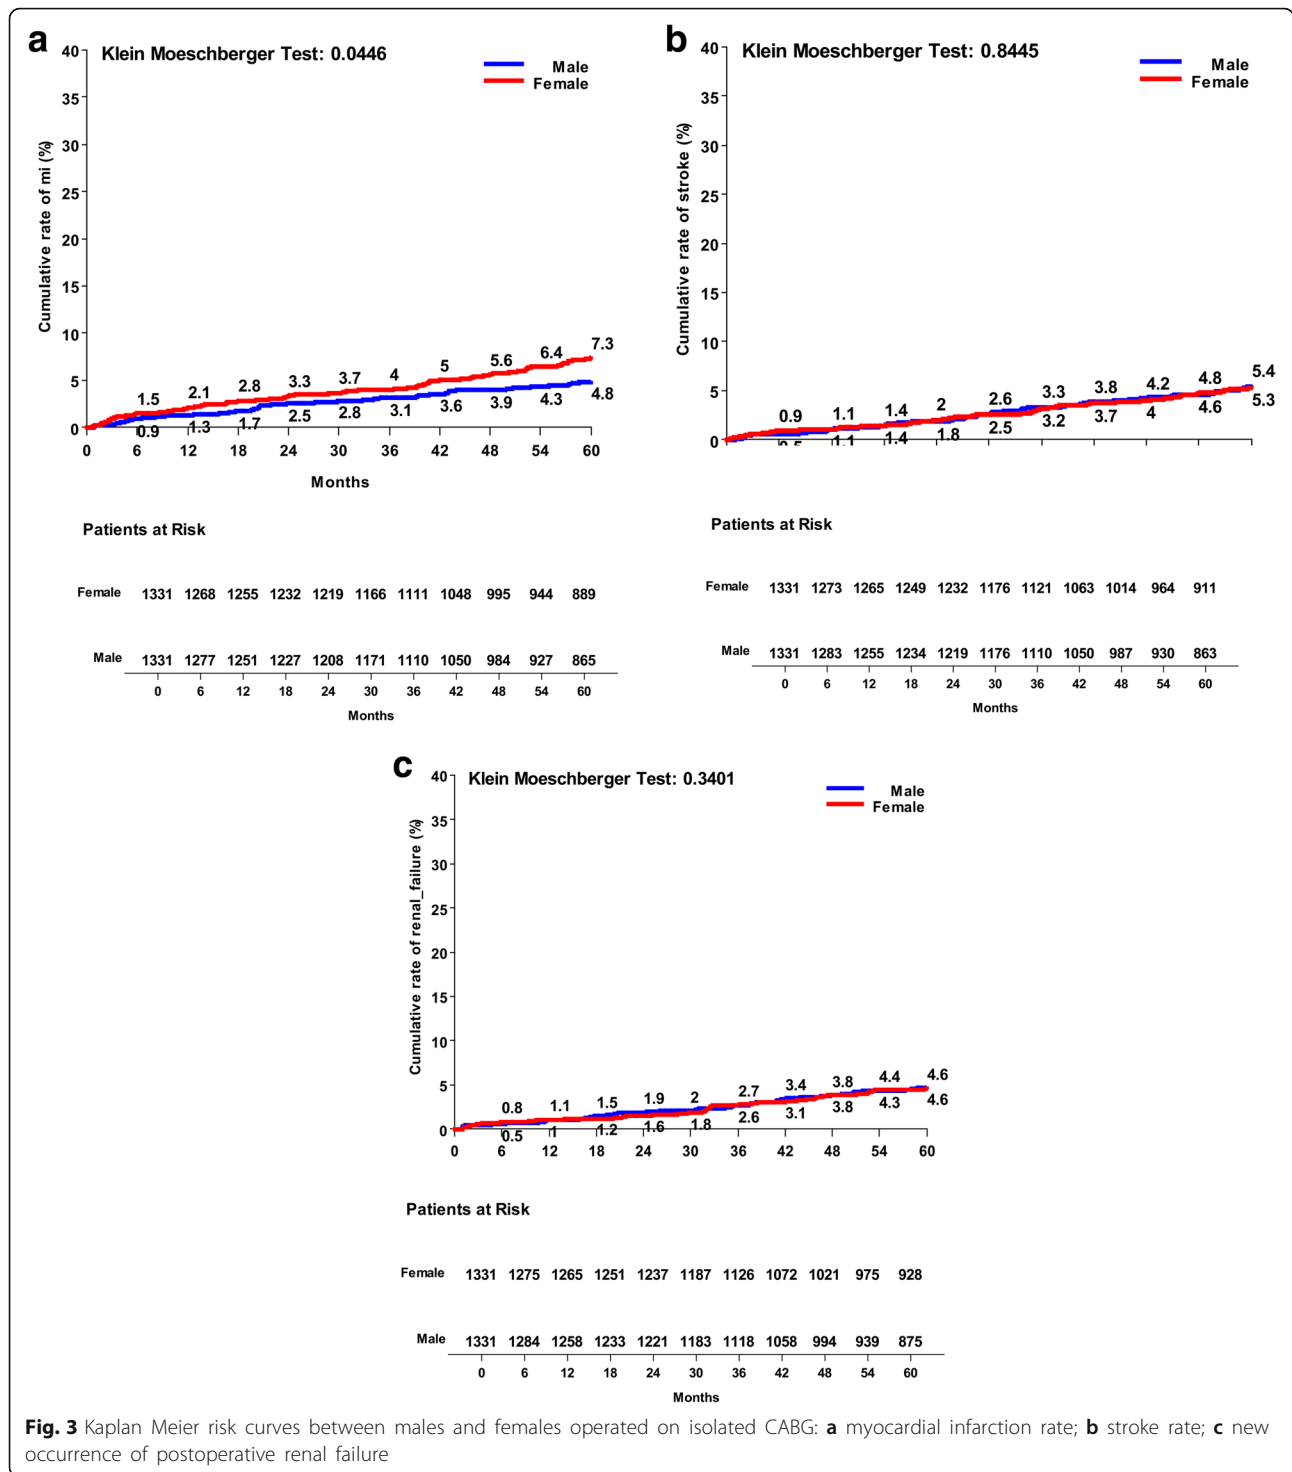 a
Klein Moeschberger Test: 0.0446
Male
Female
Cumulative rate of mi (%)
40
35
30
25
20
15
10
5
0
1.5 2.1 2.8 3.3 3.7 4 5 5.6 6.4 7.3
0.9 1.3 1.7 2.5 2.8 3.1 3.6 3.9 4.3 4.8
0 6 12 18 24 30 36 42 48 54 60
Months
Patients at Risk
Female 1331 1268 1255 1232 1219 1166 1111 1048 995 944 889
Male 1331 1277 1251 1227 1208 1171 1110 1050 984 927 865
0 6 12 18 24 30 36 42 48 54 60
Months
b
Klein Moeschberger Test: 0.8445
Male
Female
Cumulative rate of stroke (%)
40
35
30
25
20
15
10
5
0
0.9 1.1 1.4 2 2.6 3.3 3.8 4.2 4.8 5.4
0.5 1.1 1.4 1.8 2.5 3.2 3.7 4 4.6 5.3
Patients at Risk
Female 1331 1273 1265 1249 1232 1176 1121 1063 1014 964 911
Male 1331 1283 1255 1234 1219 1176 1110 1050 987 930 863
0 6 12 18 24 30 36 42 48 54 60
Months
c
Klein Moeschberger Test: 0.3401
Male
Female
Cumulative rate of renal_failure (%)
40
35
30
25
20
15
10
5
0
0.8 1.1 1.5 1.9 2 2.7 3.4 3.8 4.4 4.6
0.5 1 1.2 1.6 1.8 2.6 3.1 3.8 4.3 4.6
0 6 12 18 24 30 36 42 48 54 60
Patients at Risk
Female 1331 1275 1265 1251 1237 1187 1126 1072 1021 975 928
Male 1331 1284 1258 1233 1221 1183 1118 1058 994 939 875
0 6 12 18 24 30 36 42 48 54 60
Months
Fig. 3 Kaplan Meier risk curves between males and females operated on isolated CABG: a myocardial infarction rate; b stroke rate; c new
occurrence of postoperative renal failure